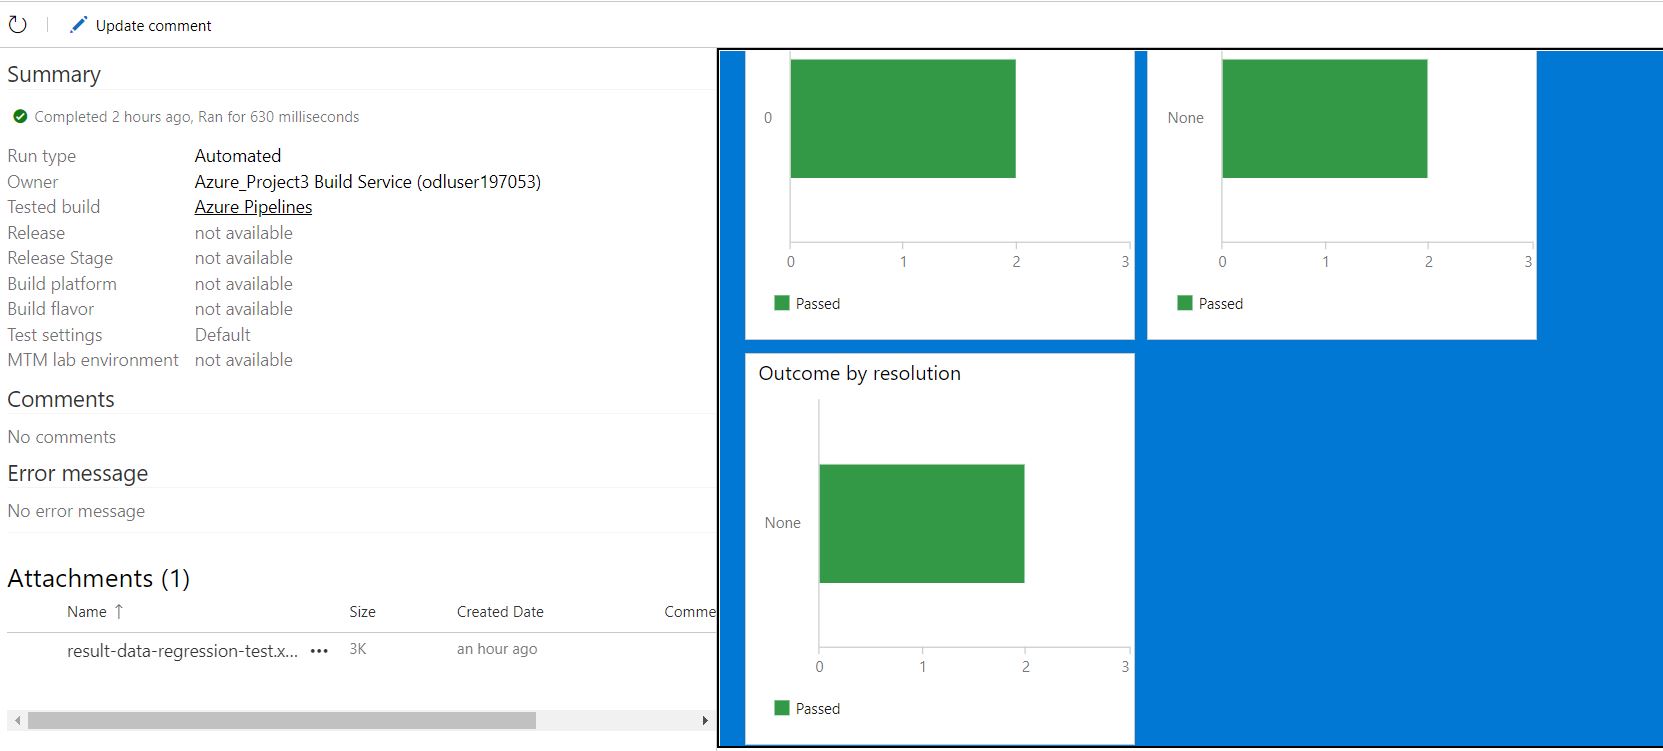 Update comment
Summary
Completed 2 hours ago, Ran for 630 milliseconds
Run type Automated
Owner Azure_Project3 Build Service (odluser197053)
Tested build Azure Pipelines
Release not available
Release Stage not available
Build platform not available
Build flavor not available
Test settings Default
MTM lab environment not available
Comments
No comments
Error message
No error message
Attachments (1)
Name ↑ Size Created Date Comme
result-data-regression-test.x... ••• 3K an hour ago
0
0 1 2 3
Passed
None
0 1 2 3
Passed
Outcome by resolution
None
0 1 2 3
Passed